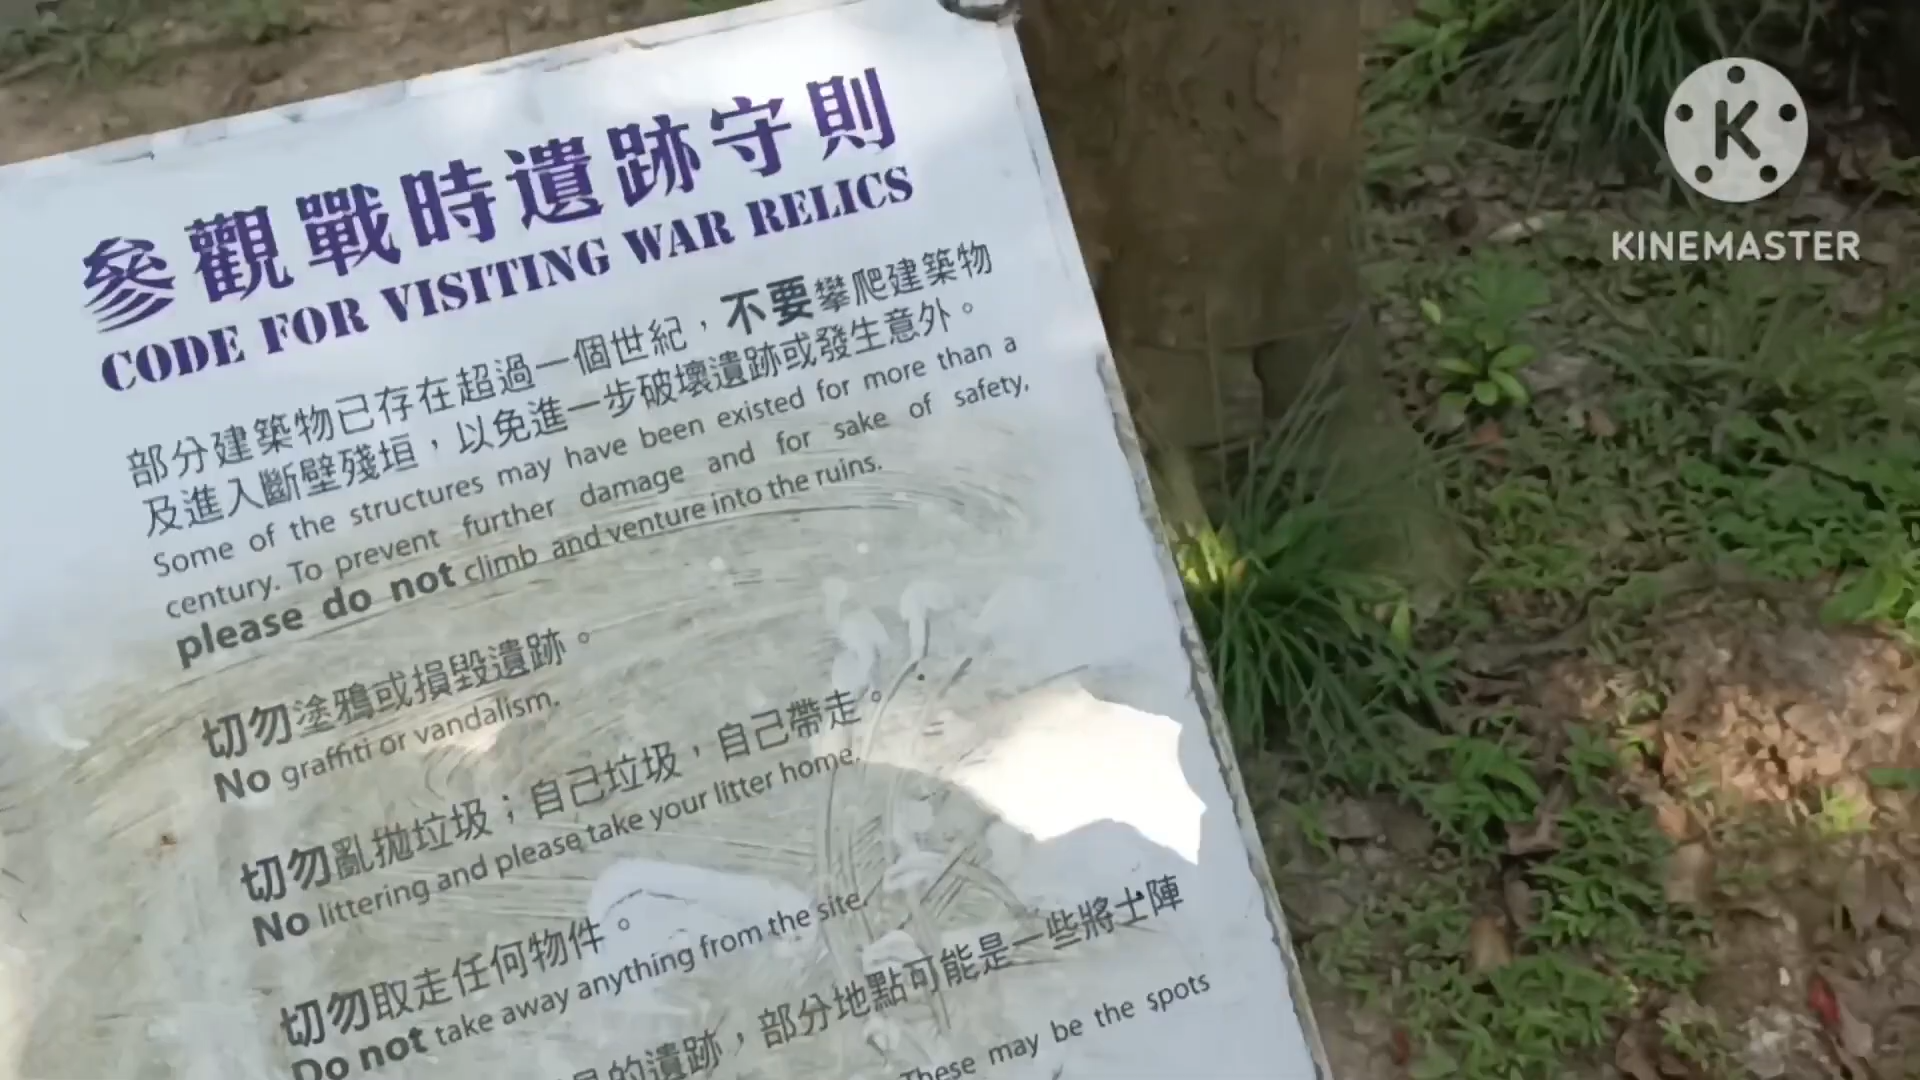 參觀戰時遺跡守則
CODE FOR VISITING WAR RELICS
部分建築物已存在超過一個世紀，不要攀爬建築物
及進入斷壁殘垣，以免進一步破壞遺跡或發生意外。
Some of the structures may have been existed for more than a
century. To prevent further damage and for sake of safety,
please do not climb and venture into the ruins.
切勿塗鴉或損毀遺跡。
No graffiti or vandalism.
切勿亂拋垃圾；自己垃圾，自己帶走。
No littering and please take your litter home.
切勿取走任何物件。
Do not take away anything from the site.
的遺跡，部分地點可能是一些將士陣
These may be the spots
K
KINEMASTER